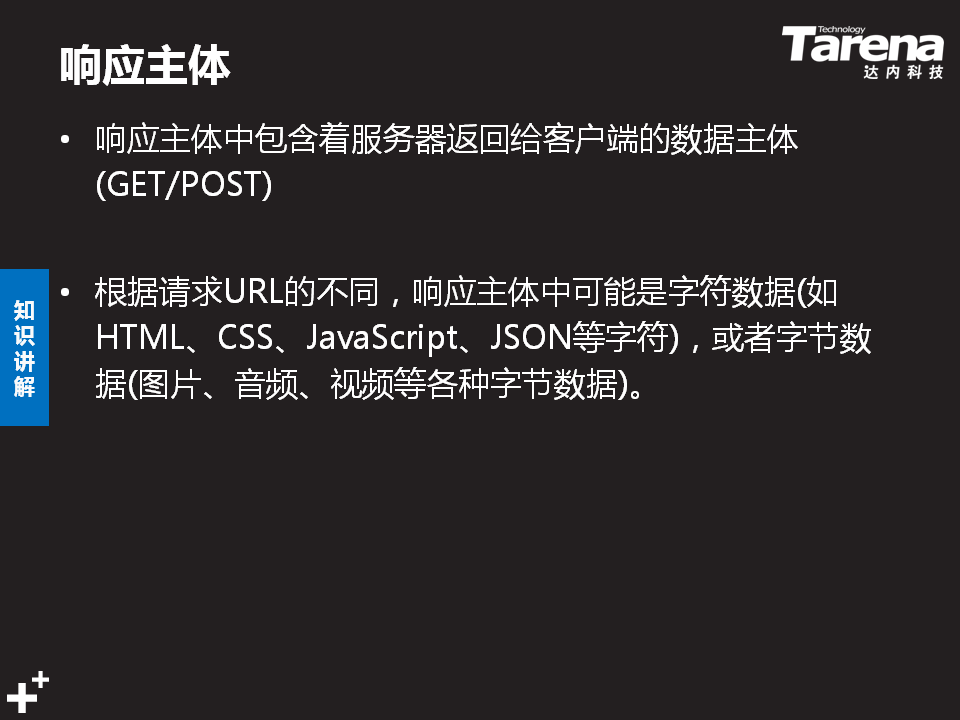 响应主体
Technology
Tarena
达内科技
• 响应主体中包含着服务器返回给客户端的数据主体
(GET/POST)
• 根据请求URL的不同，响应主体中可能是字符数据(如
HTML、CSS、JavaScript、JSON等字符)，或者字节数
据(图片、音频、视频等各种字节数据)。
知
识
讲
解